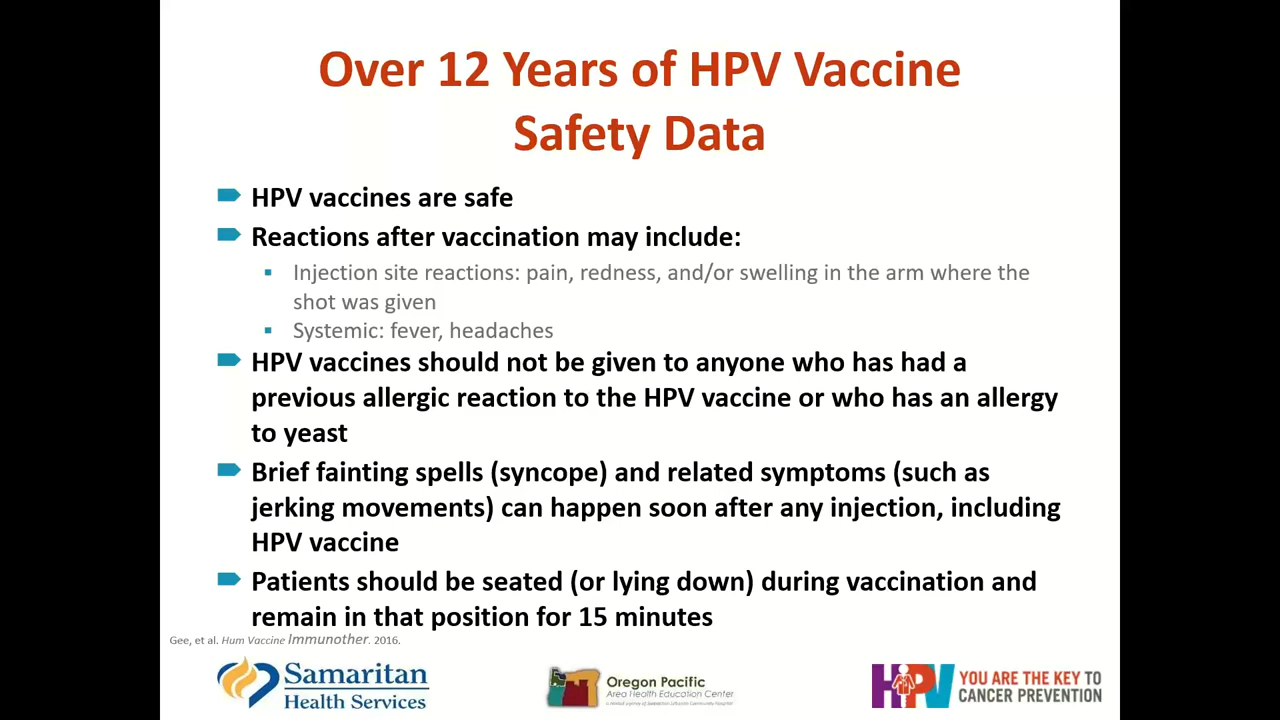 Over 12 Years of HPV Vaccine
Safety Data
HPV vaccines are safe
Reactions after vaccination may include:
Injection site reactions: pain, redness, and/or swelling in the arm where the
shot was given
Systemic: fever, headaches
HPV vaccines should not be given to anyone who has had a
previous allergic reaction to the HPV vaccine or who has an allergy
to yeast
Brief fainting spells (syncope) and related symptoms (such as
jerking movements) can happen soon after any injection, including
HPV vaccine
Patients should be seated (or lying down) during vaccination and
remain in that position for 15 minutes
Gee, et al. Hum Vaccine Immunother. 2016.
Samaritan
Health Services
Oregon Pacific
Area Health Education Center
HPV
YOU ARE THE KEY TO
CANCER PREVENTION